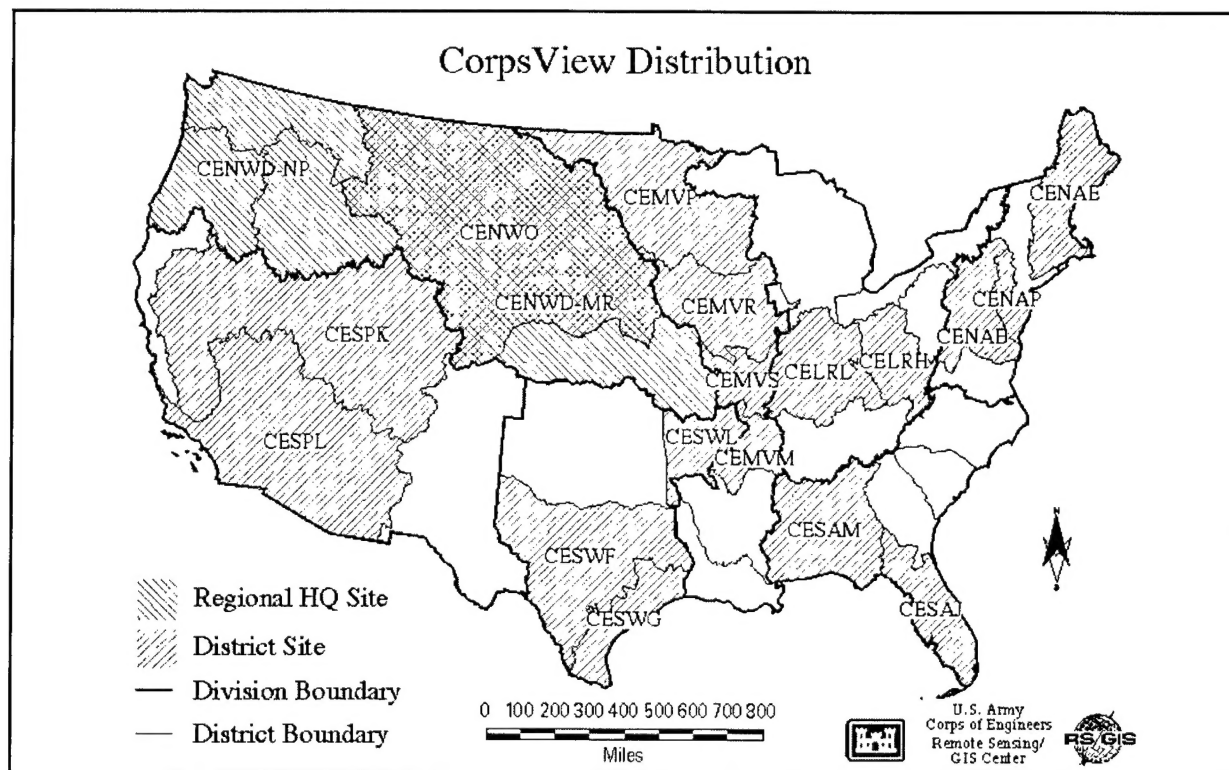 CorpsView Distribution
CENWD-NP
CENWO
CEMVP
CENAE
CENWD-MR
CEMVR
CENAP
CENAB
CESPK
CELRL
CELRH
CEMVS
CESPL
CESWL
CEMVM
CESWF
CESAM
CESWG
CESAJ
N
Regional HQ Site
District Site
Division Boundary
District Boundary
0 100 200 300 400 500 600 700 800
Miles
U.S. Army
Corps of Engineers
Remote Sensing/
GIS Center
RS/GIS